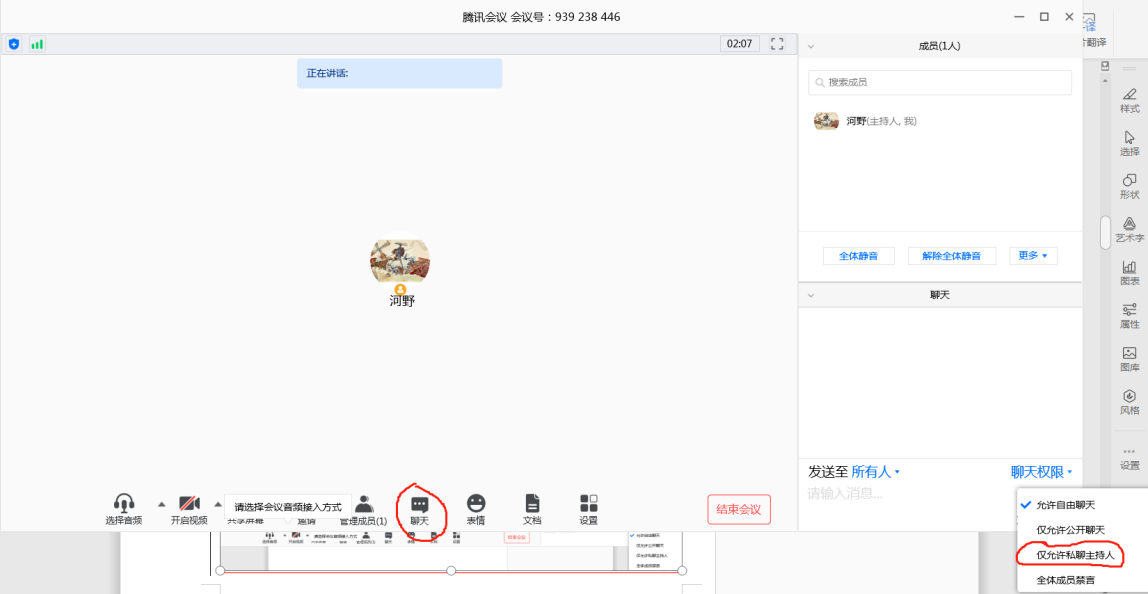 腾讯会议 会议号：939 238 446
译
翻译
02:07
成员(1人)
正在讲话:
搜索成员
河野(主持人, 我)
样式
选择
形状
艺术字
全体静音
解除全体静音
更多
图表
聊天
河野
属性
图库
风格
设置
发送至 所有人
聊天权限
请输入消息...
请选择会议音频接入方式
选择音频
开启视频
共享屏幕
邀请
管理成员(1)
聊天
表情
文档
设置
结束会议
允许自由聊天
仅允许公开聊天
仅允许私聊主持人
全体成员禁言